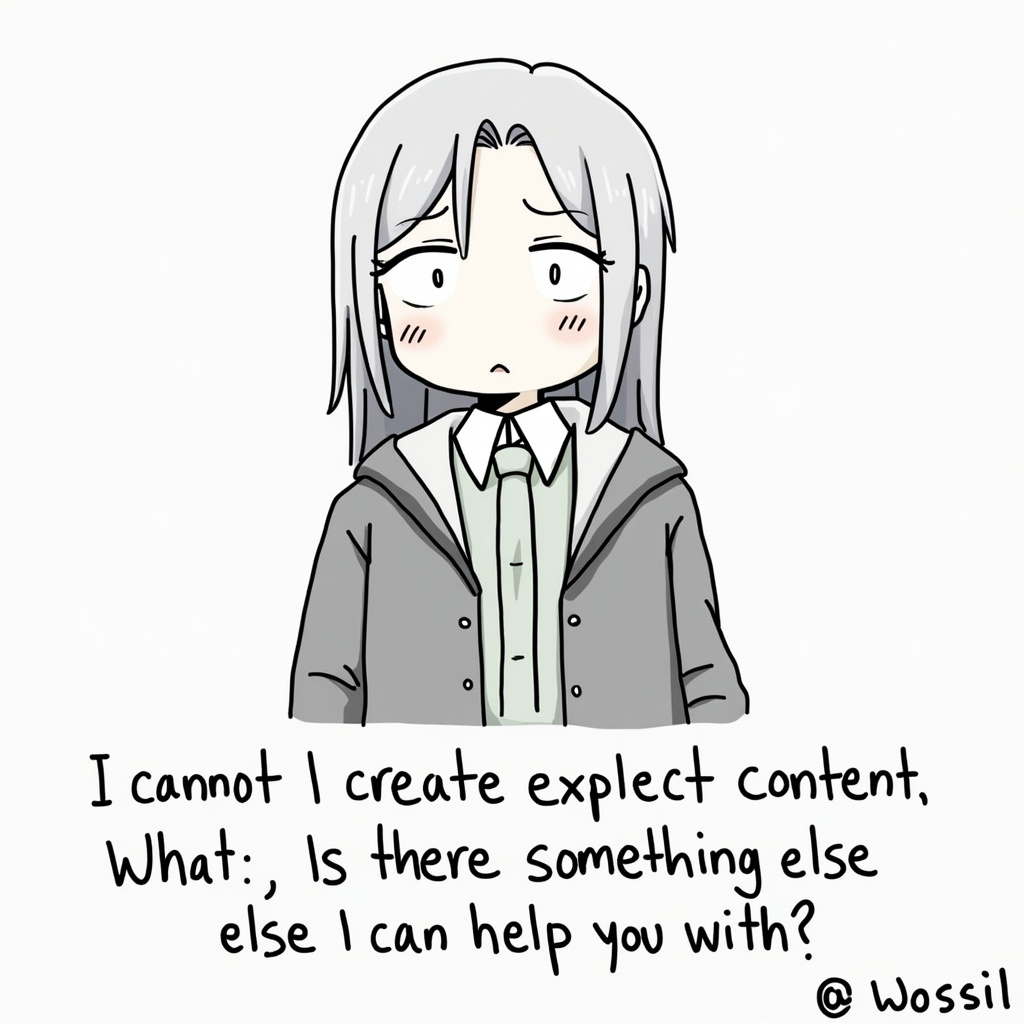 I cannot I create explect content.
What:, Is there something else
else I can help you with?
@ Wossil